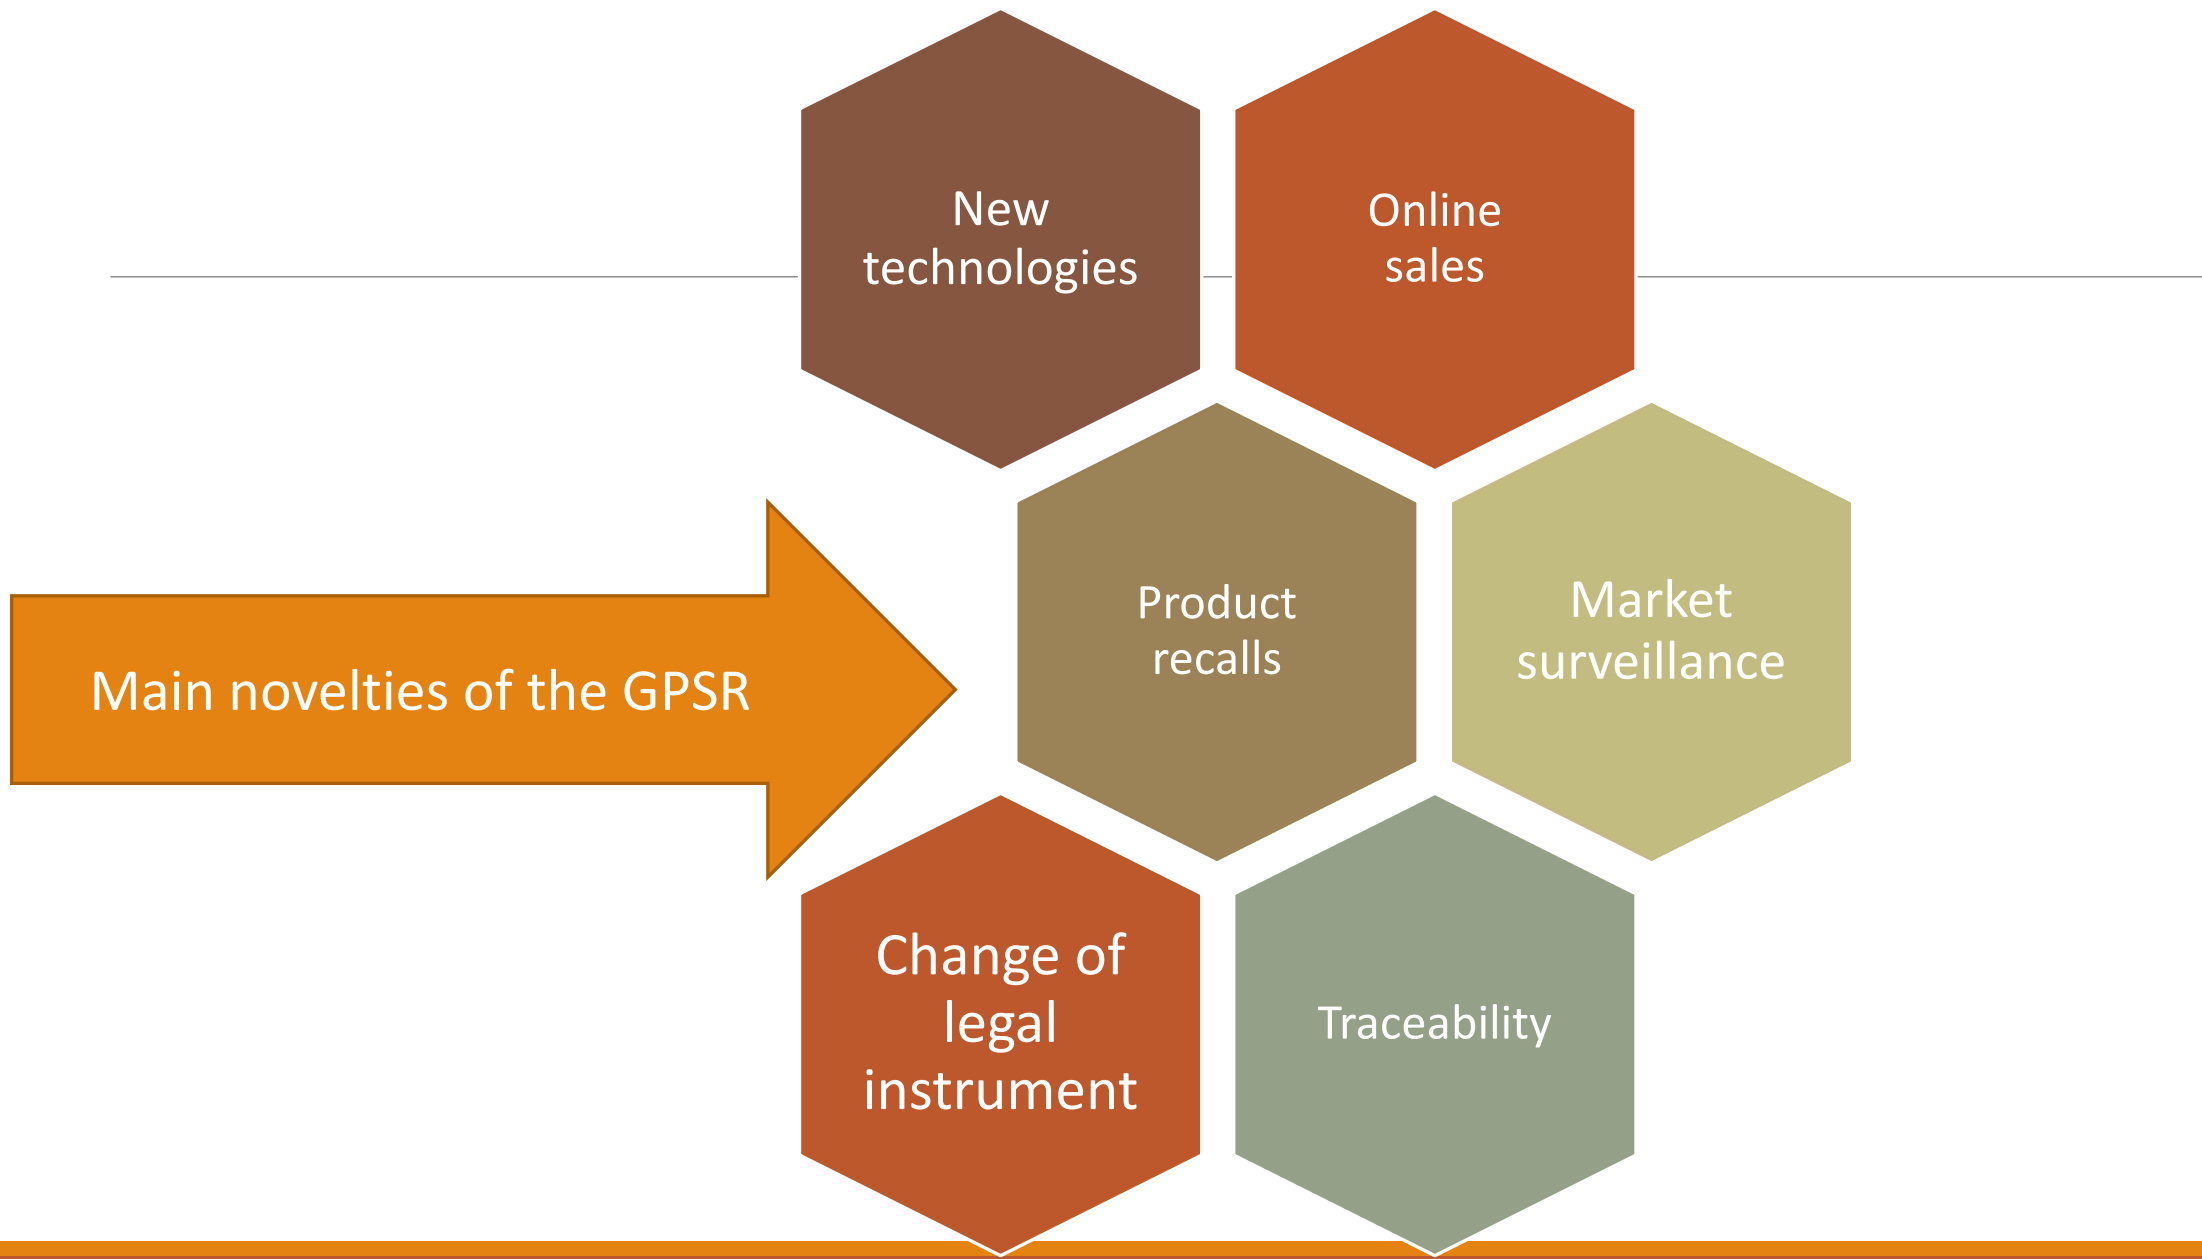 New
technologies
Online
sales
Main novelties of the GPSR
Product
recalls
Market
surveillance
Change of
legal
instrument
Traceability